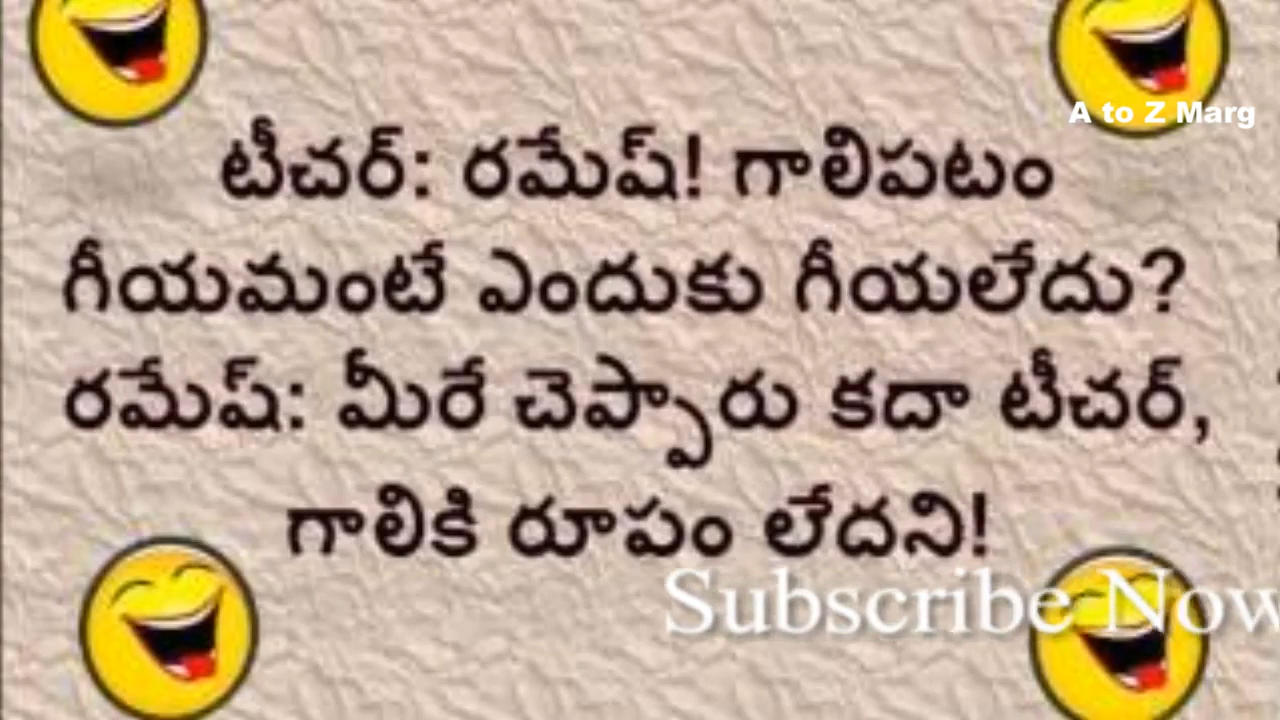 A to Z Marg
టీచర్: రమేష్! గాలిపటం
గీయమంటే ఎందుకు గీయలేదు?
రమేష్: మీరే చెప్పారు కదా టీచర్,
గాలికి రూపం లేదని!
Subscribe Now